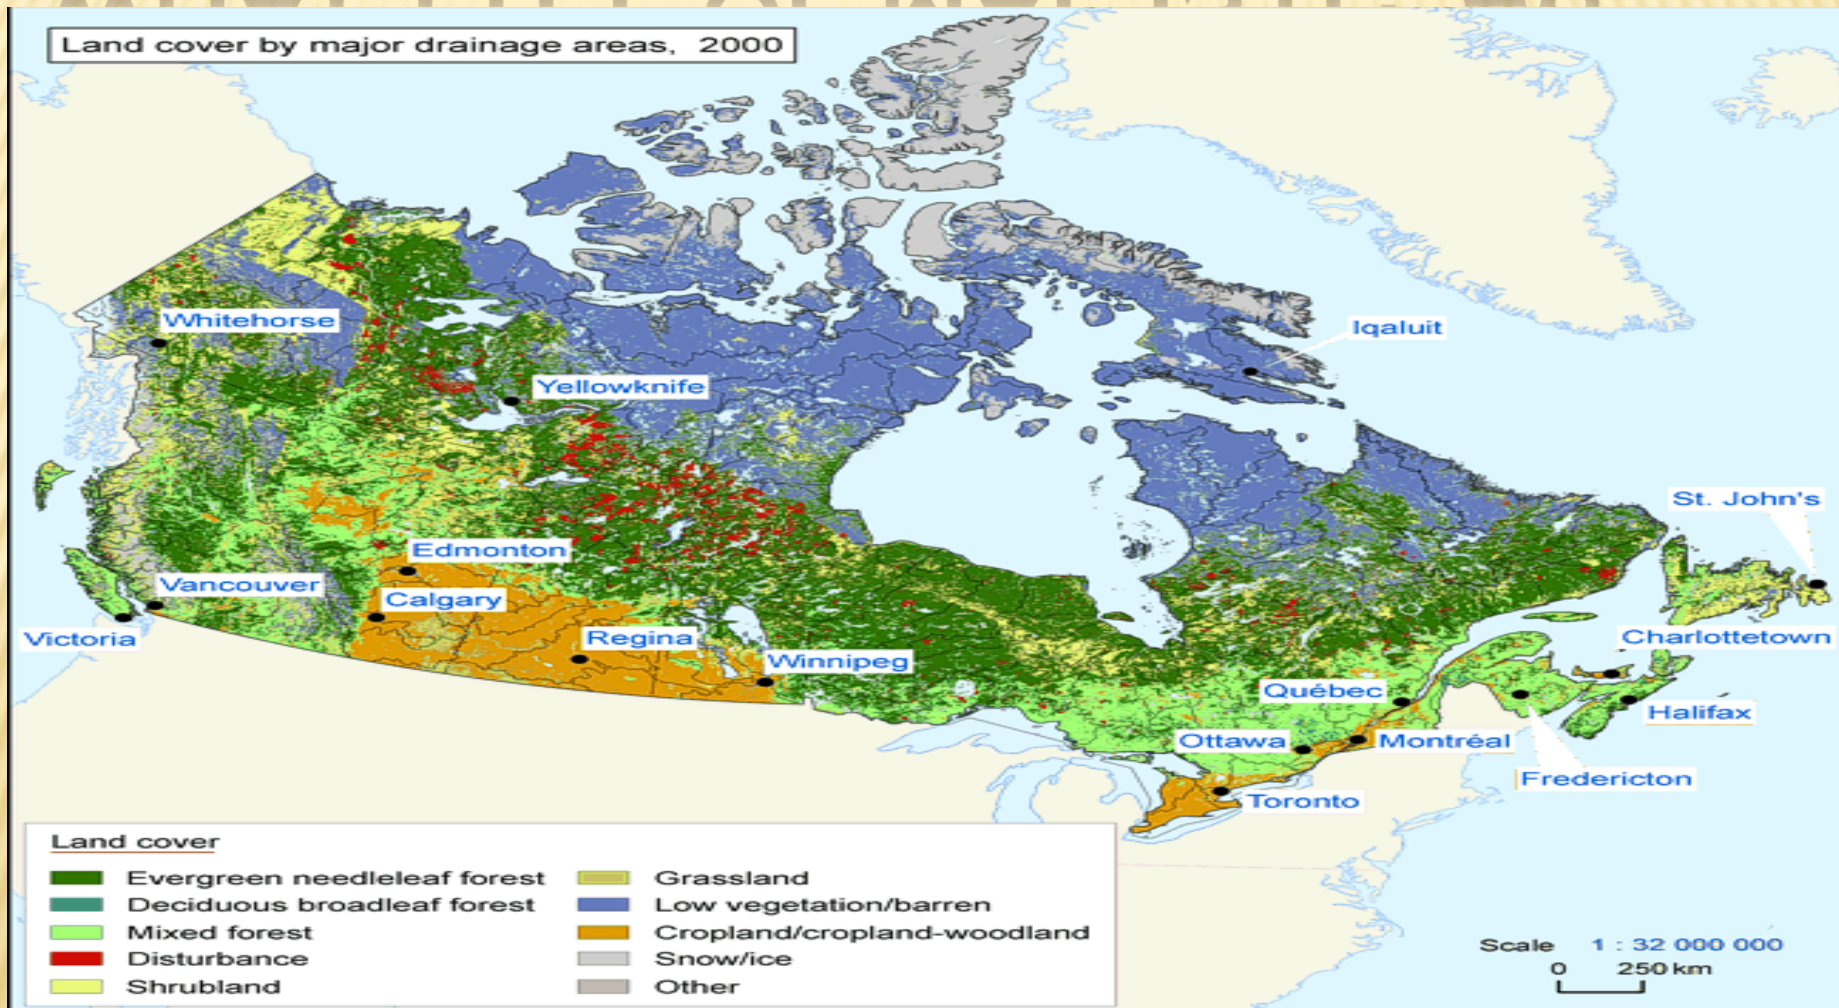 Land cover by major drainage areas, 2000
Whitehorse
Iqaluit
Yellowknife
St. John's
Edmonton
Vancouver
Calgary
Victoria
Regina
Charlottetown
Winnipeg
Québec
Halifax
Ottawa
Montréal
Fredericton
Toronto
Land cover
Evergreen needleleaf forest
Deciduous broadleaf forest
Mixed forest
Disturbance
Shrubland
Grassland
Low vegetation/barren
Cropland/cropland-woodland
Snow/ice
Other
Scale 1 : 32 000 000
0 250 km